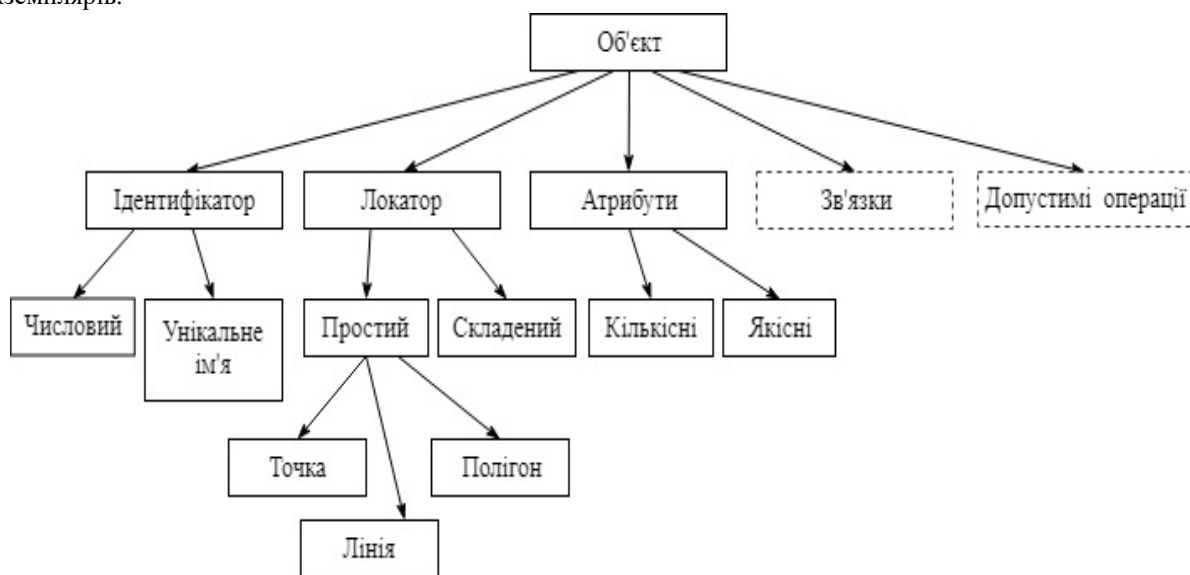 Об'єкт
Ідентифікатор
Локатор
Атрибути
Зв'язки
Допустимі операції
Числовий
Унікальне
ім'я
Простий
Складений
Кількісні
Якісні
Точка
Полігон
Лінія